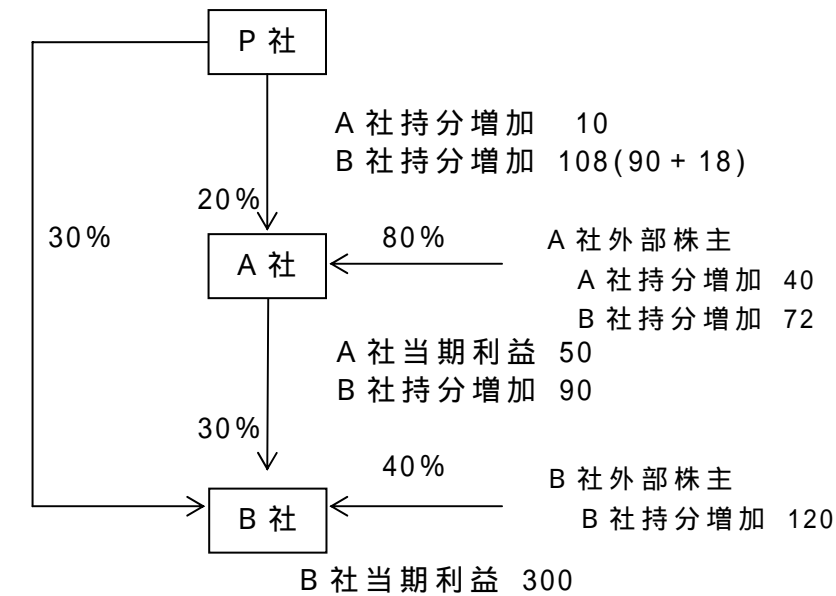 P社
A社持分増加 10
B社持分増加 108(90+18)
20%
30%
80%
A社外部株主
A社
A社持分増加 40
B社持分増加 72
A社当期利益 50
B社持分増加 90
30%
40%
B社外部株主
B社
B社持分増加 120
B社当期利益 300